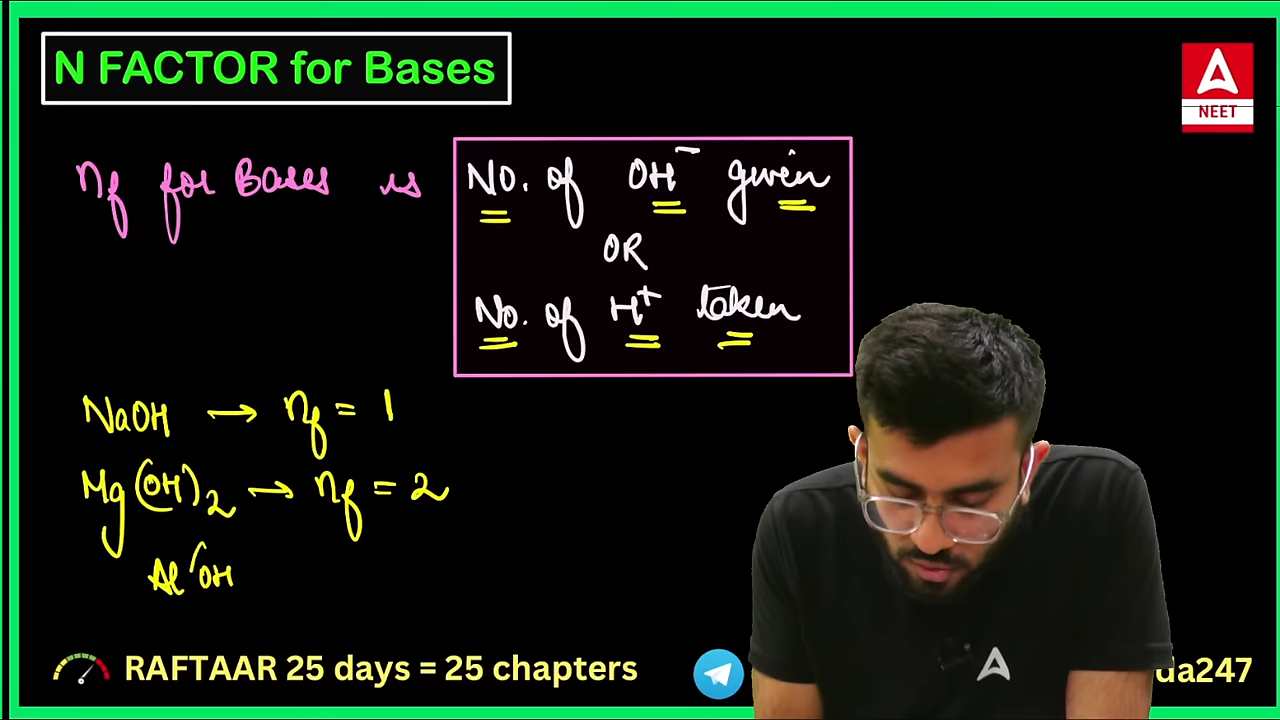 N FACTOR for Bases
NEET
nf for Bases is
No. of OH⁻ given
OR
No. of H⁺ taken
NaOH → nf = 1
Mg(OH)2 → nf = 2
Al(OH
RAFTAAR 25 days = 25 chapters
da247